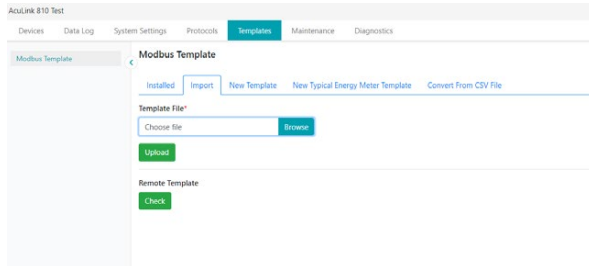 AcuLink 810 Test
Devices Data Log System Settings Protocols Templates Maintenance Diagnostics
Modbus Template
Modbus Template
Installed Import New Template New Typical Energy Meter Template Convert From CSV File
Template File*
Choose file Browse
Upload
Remote Template
Check